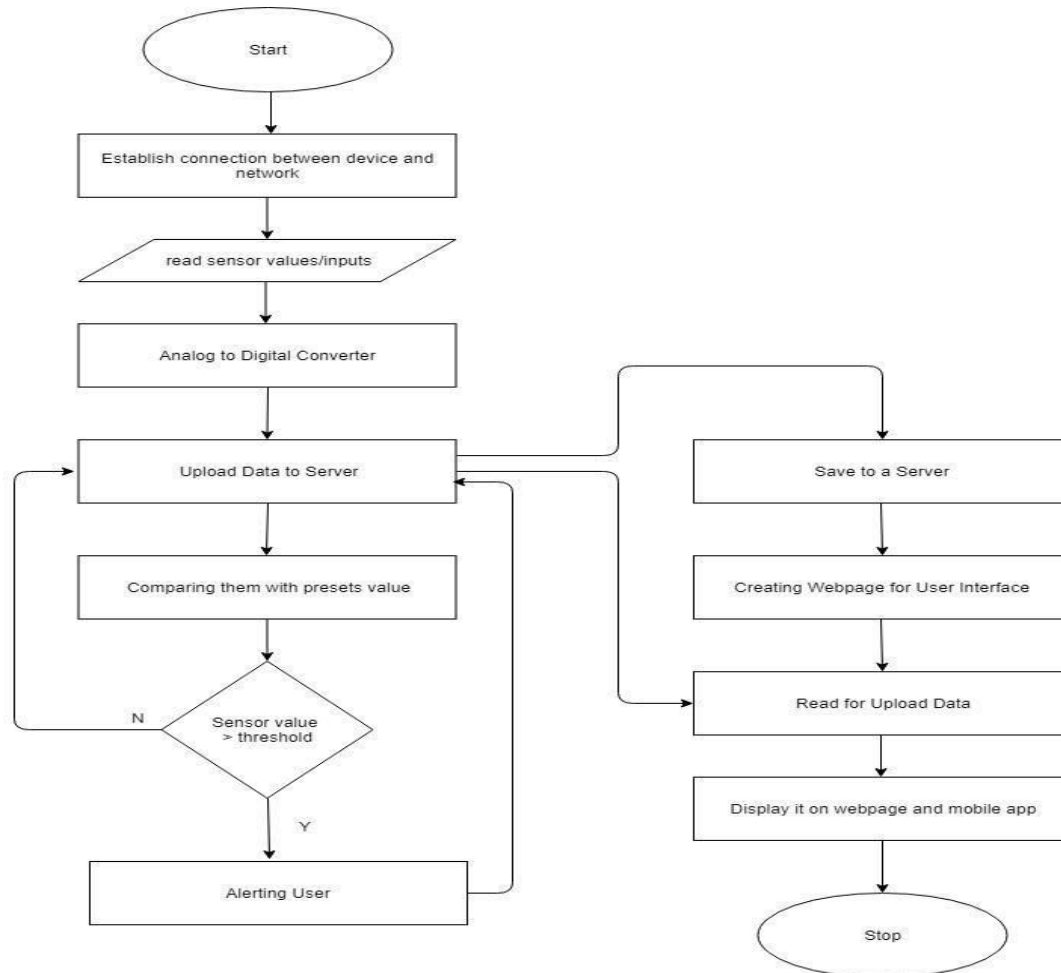 Start
Establish connection between device and
network
read sensor values/inputs
Analog to Digital Converter
Upload Data to Server
Comparing them with presets value
N
Sensor value
> threshold
Y
Alerting User
Save to a Server
Creating Webpage for User Interface
Read for Upload Data
Display it on webpage and mobile app
Stop